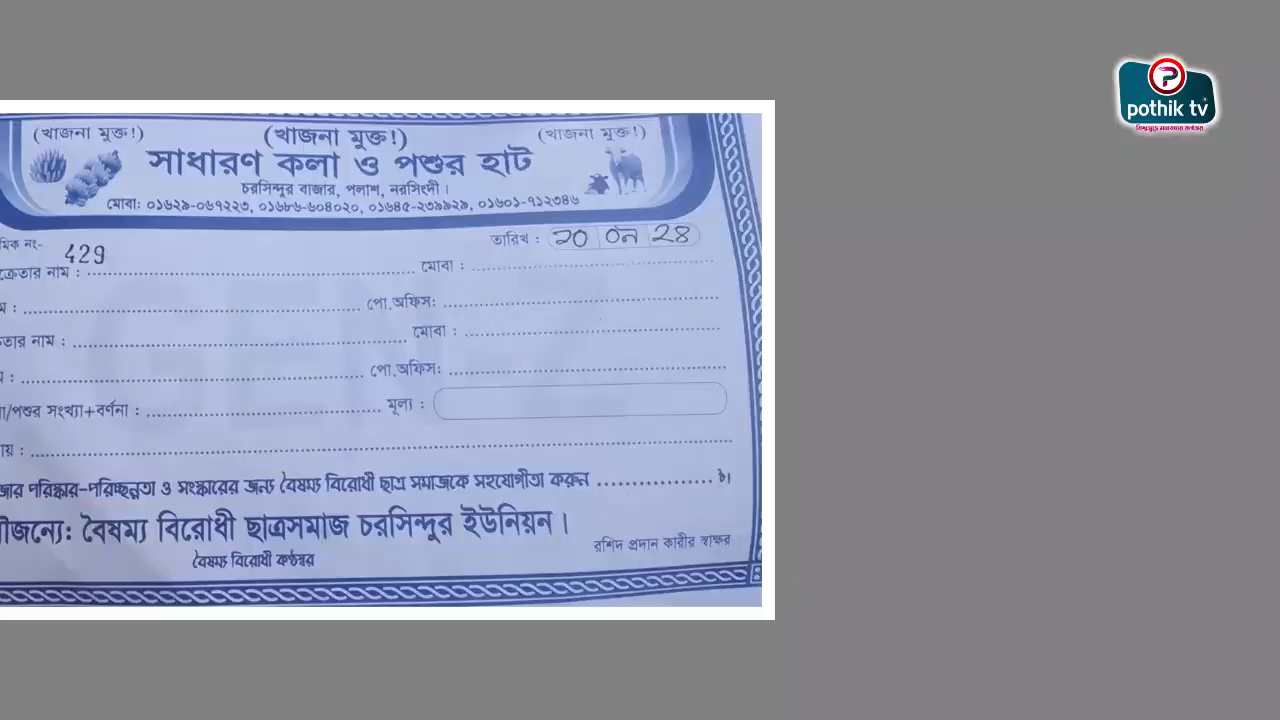 pothik tv
(খাজনা মুক্ত!) (খাজনা মুক্ত!) (খাজনা মুক্ত!)
সাধারণ কলা ও পশুর হাট
চরসিন্দুর বাজার, পলাশ, নরসিংদী।
মোবা: ০১৬২৯-০৬৭২২৩, ০১৬৮৬-৬০৪০২০, ০১৬৪৫-২৩৯৯২৯, ০১৬০১-৭১২৩৪৬
মিক নং- 429 তারিখ : ২০ ০৯ ২৪
ক্রেতার নাম : মোবা :
ম : পো.অফিস:
তার নাম : মোবা :
ম : পো.অফিস:
/পশুর সংখ্যা+বর্ণনা : মূল্য :
য় :
জার পরিষ্কার-পরিচ্ছন্নতা ও সংস্কারের জন্য বৈষম্য বিরোধী ছাত্র সমাজকে সহযোগীতা করুন ৳।
জন্যে: বৈষম্য বিরোধী ছাত্রসমাজ চরসিন্দুর ইউনিয়ন।
বৈষম্য বিরোধী কণ্ঠস্বর
রশিদ প্রদান কারীর স্বাক্ষর